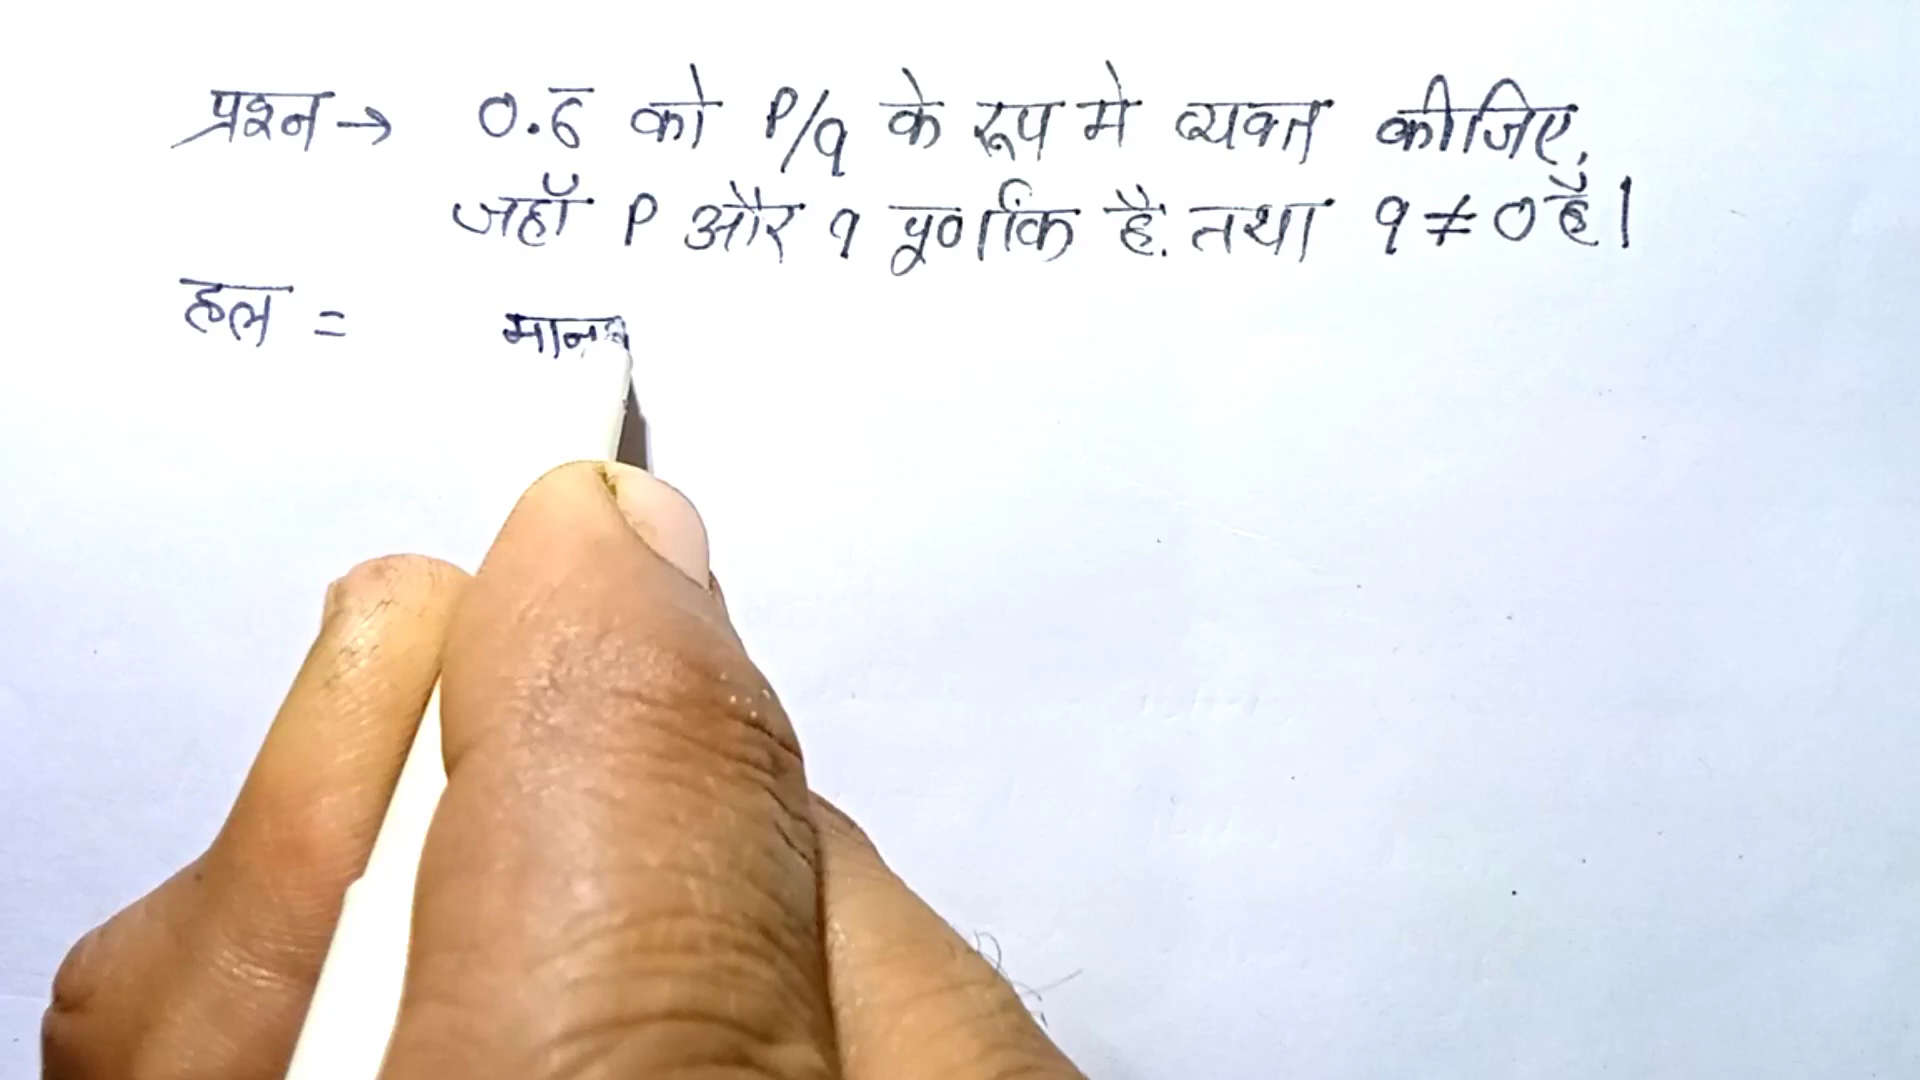 प्रश्न → 0.6̅ को P/q के रूप मे व्यक्त कीजिए,
जहाँ P और q पूर्णांक है. तथा q ≠ 0 है।
हल = माना